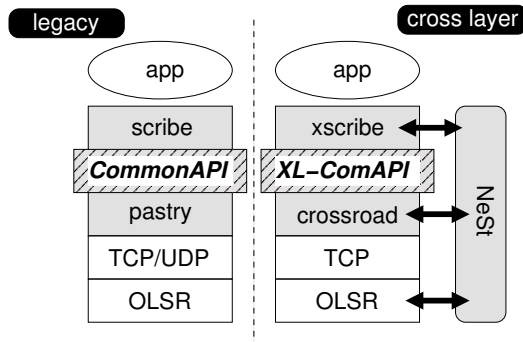 legacy
cross layer
app
app
scribe
xscribe
CommonAPI
XL–ComAPI
pastry
crossroad
TCP/UDP
TCP
OLSR
OLSR
NeSt